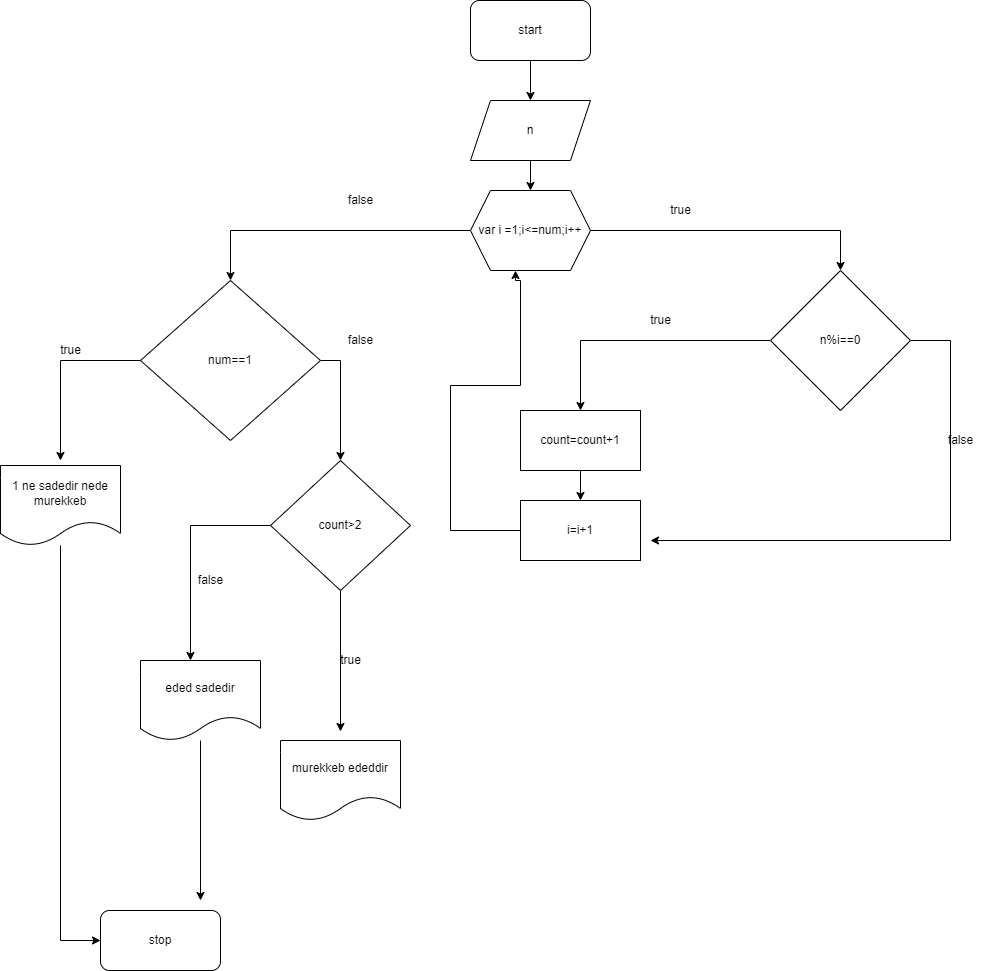 start
n
false
true
var i =1;i<=num;i++
true
false
n%i==0
true
num==1
false
count=count+1
1 ne sadedir nede
murekkeb
count>2
i=i+1
false
true
eded sadedir
murekkeb ededdir
stop